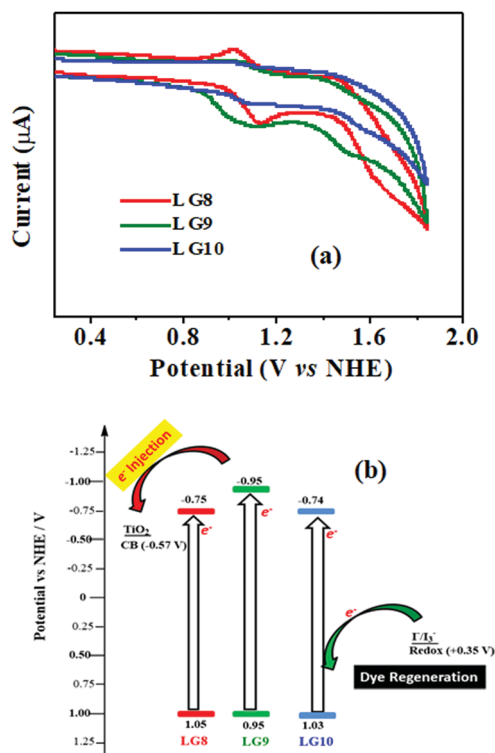 (a)
Current (μA)
L G8
L G9
L G10
(a)
0.4 0.8 1.2 1.6 2.0
Potential (V vs NHE)
(b)
Potential vs NHE / V
-1.25
-1.00
-0.75
-0.50
-0.25
0
0.25
0.50
0.75
1.00
1.25
e- Injection
TiO2
CB (-0.57 V)
-0.75
-0.95
-0.74
e-
e-
e-
e-
I-/I3-
Redox (+0.35 V)
Dye Regeneration
1.05 0.95 1.03
LG8 LG9 LG10